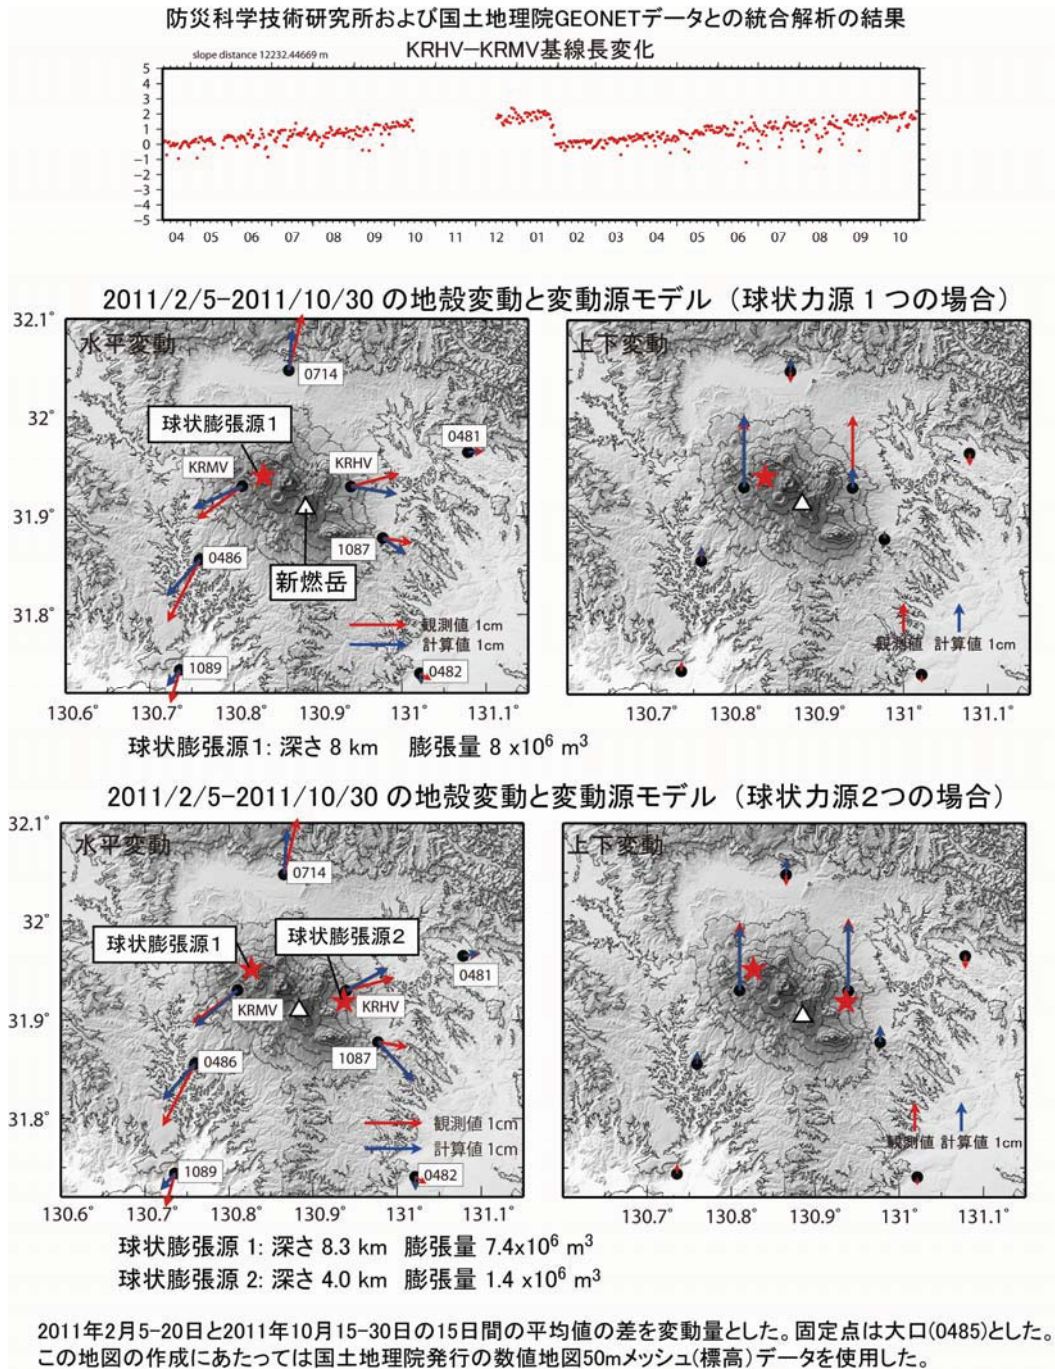 防災科学技術研究所および国土地理院GEONETデータとの統合解析の結果
KRHV−KRMV基線長変化
slope distance 12232.44669 m
5
4
3
2
1
0
−1
−2
−3
−4
−5
5
4
3
2
1
0
−1
−2
−3
−4
−5
04 05 06 07 08 09 10 11 12 01 02 03 04 05 06 07 08 09 10
2011/2/5−2011/10/30 の地殻変動と変動源モデル (球状力源1つの場合)
32.1°
32°
31.9°
31.8°
水平変動
0714
球状膨張源1
0481
KRMV
KRHV
1087
0486
新燃岳
観測値 1cm
計算値 1cm
1089
0482
130.6° 130.7° 130.8° 130.9° 131° 131.1°
上下変動
観測値 計算値 1cm
130.7° 130.8° 130.9° 131° 131.1°
球状膨張源1: 深さ 8 km 膨張量 8 x10⁶ m³
2011/2/5−2011/10/30 の地殻変動と変動源モデル (球状力源2つの場合)
32.1°
32°
31.9°
31.8°
水平変動
0714
球状膨張源1
球状膨張源2
0481
KRMV
KRHV
1087
0486
観測値 1cm
計算値 1cm
1089
0482
130.6° 130.7° 130.8° 130.9° 131° 131.1°
上下変動
観測値 計算値 1cm
130.7° 130.8° 130.9° 131° 131.1°
球状膨張源 1: 深さ 8.3 km 膨張量 7.4x10⁶ m³
球状膨張源 2: 深さ 4.0 km 膨張量 1.4 x10⁶ m³
2011年2月5-20日と2011年10月15-30日の15日間の平均値の差を変動量とした。固定点は大口(0485)とした。
この地図の作成にあたっては国土地理院発行の数値地図50mメッシュ(標高)データを使用した。